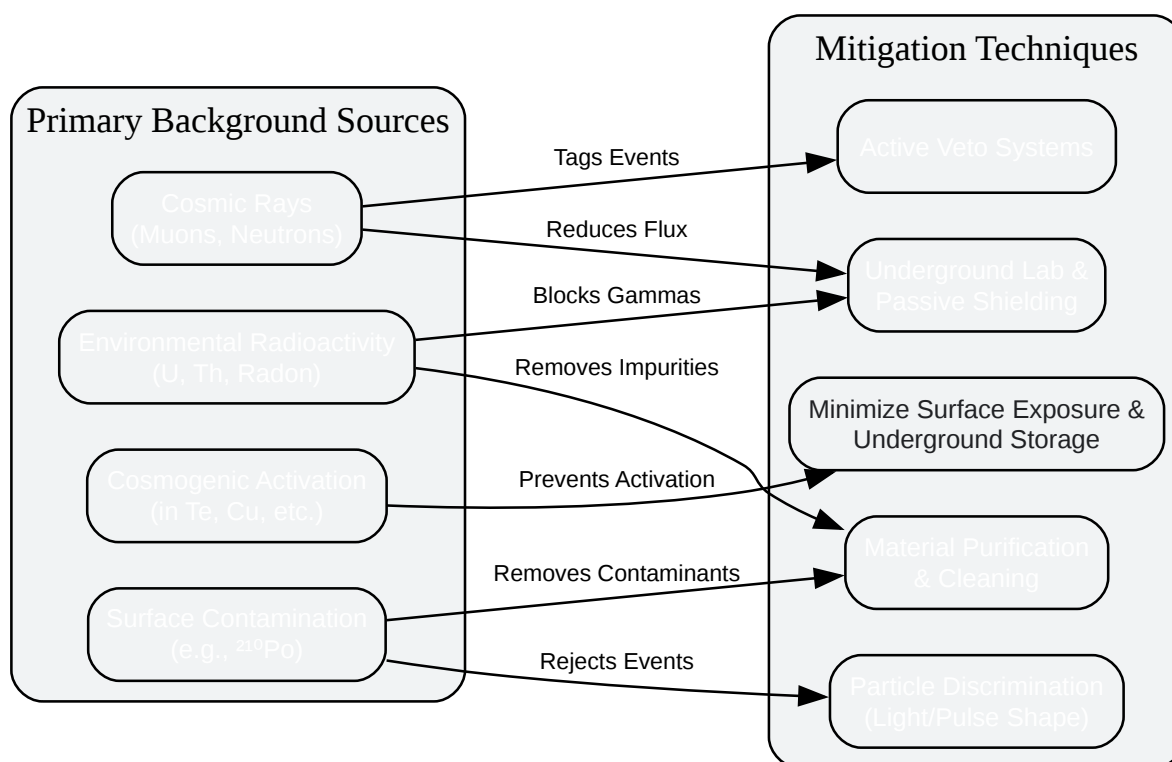 Primary Background Sources
Cosmic Rays
(Muons, Neutrons)
Environmental Radioactivity
(U, Th, Radon)
Cosmogenic Activation
(in Te, Cu, etc.)
Surface Contamination
(e.g., ²¹⁰Po)
Tags Events
Reduces Flux
Blocks Gammas
Removes Impurities
Prevents Activation
Removes Contaminants
Rejects Events
Mitigation Techniques
Active Veto Systems
Underground Lab &
Passive Shielding
Minimize Surface Exposure &
Underground Storage
Material Purification
& Cleaning
Particle Discrimination
(Light/Pulse Shape)